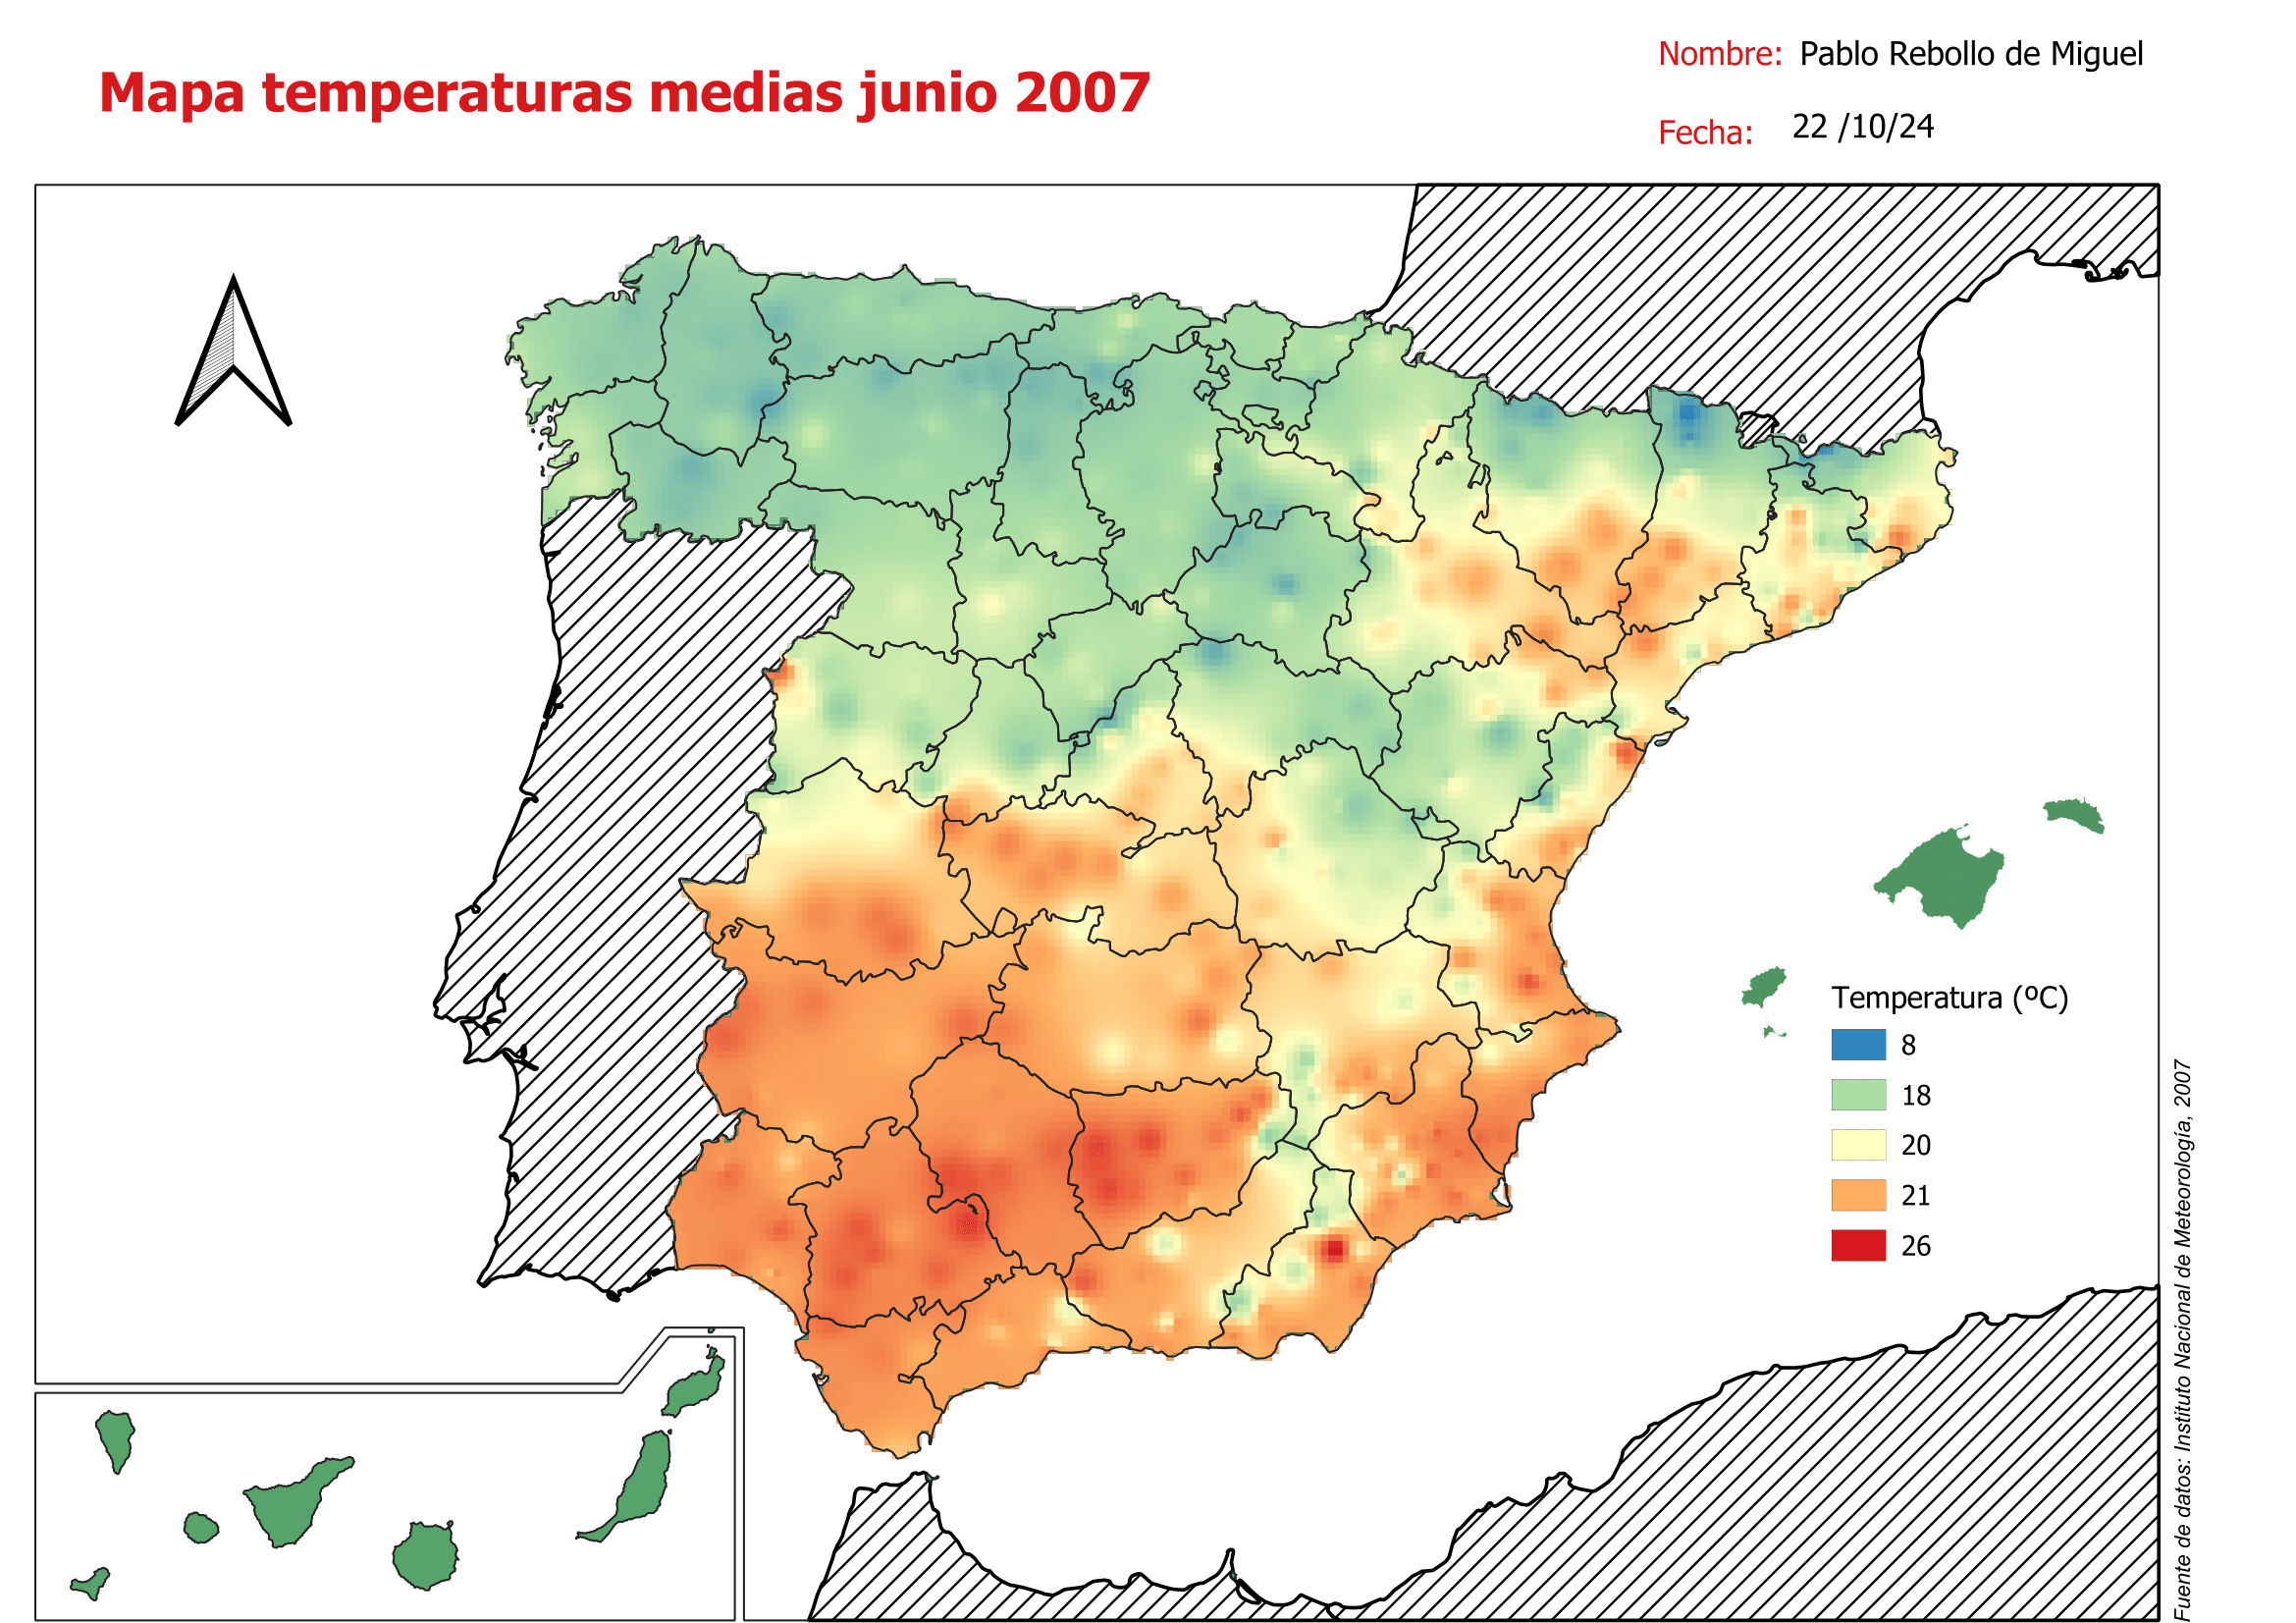 Mapa temperaturas medias junio 2007
Nombre: Pablo Rebollo de Miguel
Fecha: 22 /10/24
Temperatura (ºC)
8
18
20
21
26
Fuente de datos: Instituto Nacional de Meteorología, 2007